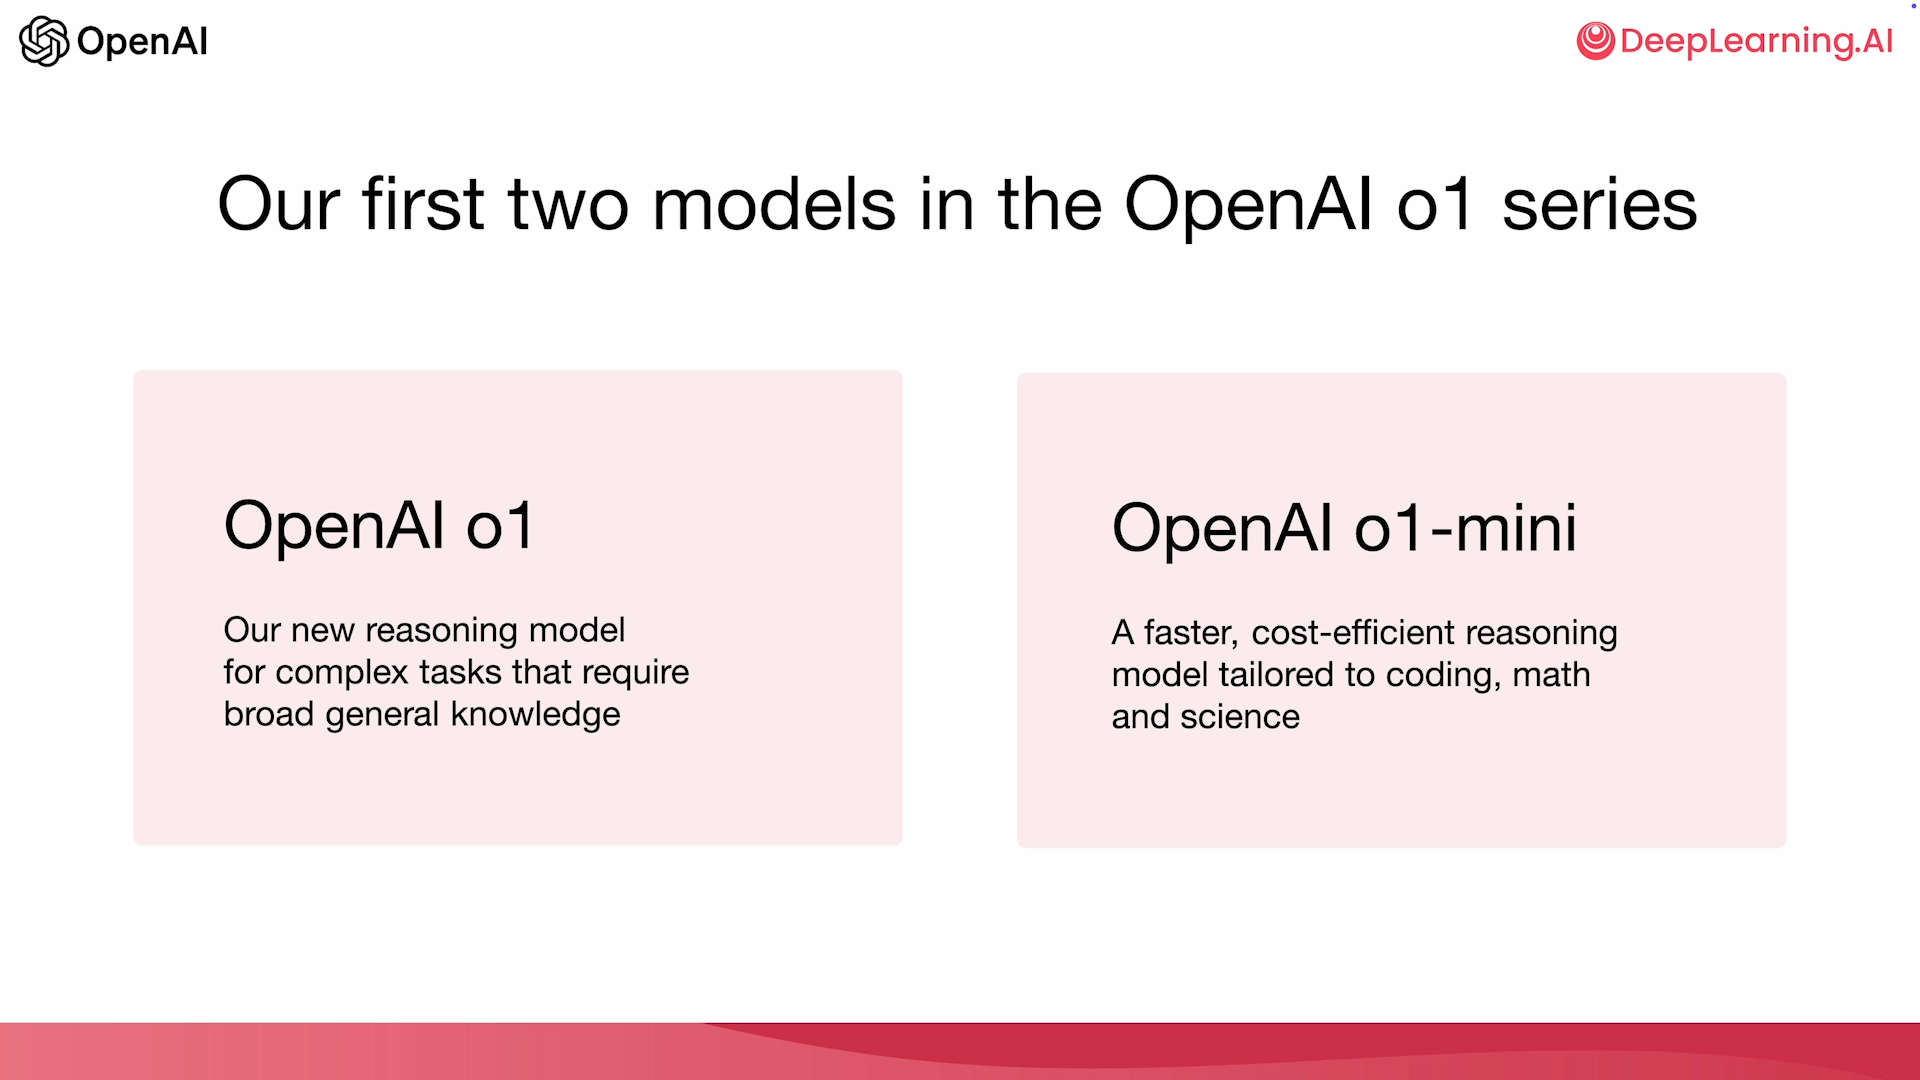 OpenAI
DeepLearning.AI
Our first two models in the OpenAI o1 series
OpenAI o1
Our new reasoning model
for complex tasks that require
broad general knowledge
OpenAI o1-mini
A faster, cost-efficient reasoning
model tailored to coding, math
and science